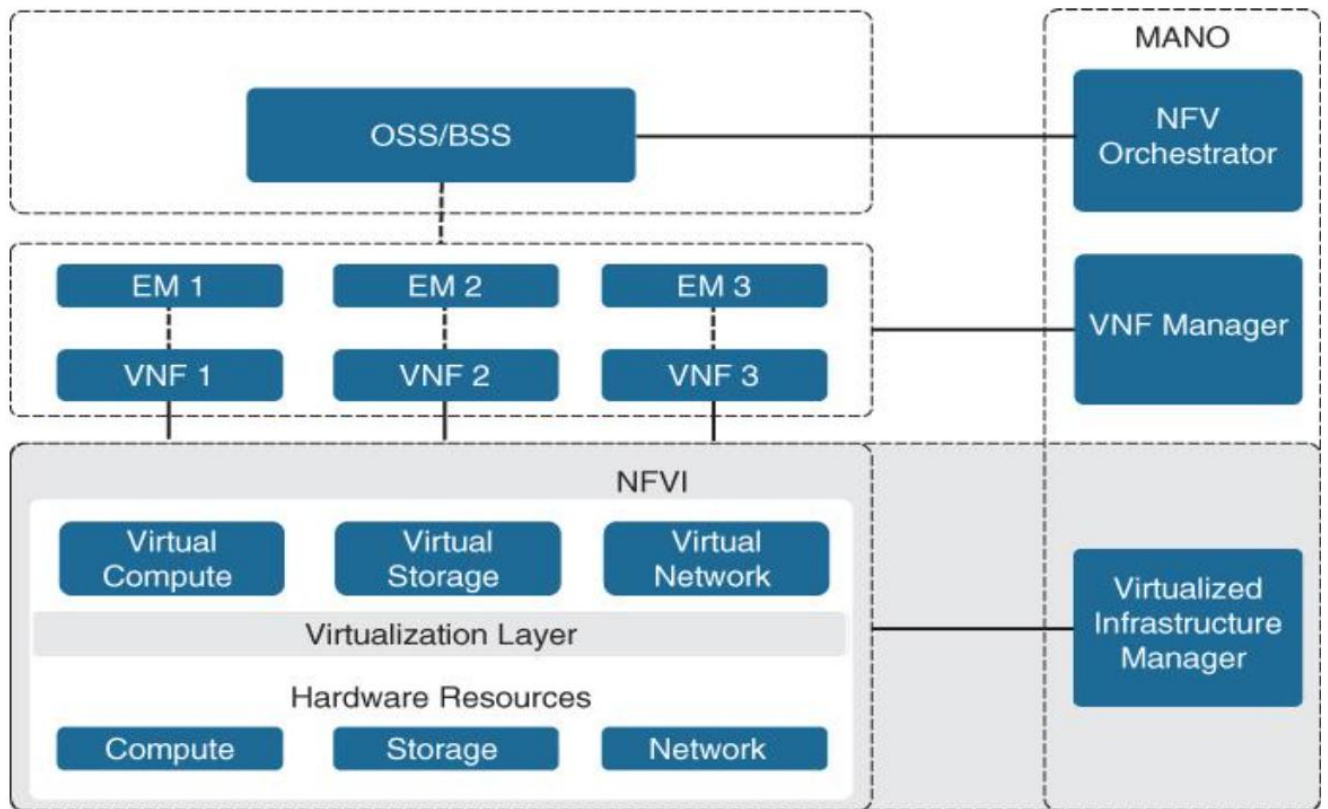 MANO
OSS/BSS
NFV
Orchestrator
EM 1
EM 2
EM 3
VNF Manager
VNF 1
VNF 2
VNF 3
NFVI
Virtual
Compute
Virtual
Storage
Virtual
Network
Virtualization Layer
Virtualized
Infrastructure
Manager
Hardware Resources
Compute
Storage
Network